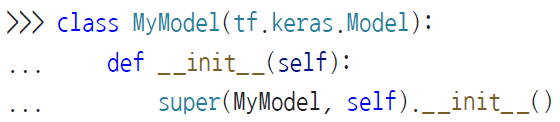 >>> class MyModel(tf.keras.Model):
...     def __init__(self):
...         super(MyModel, self).__init__()